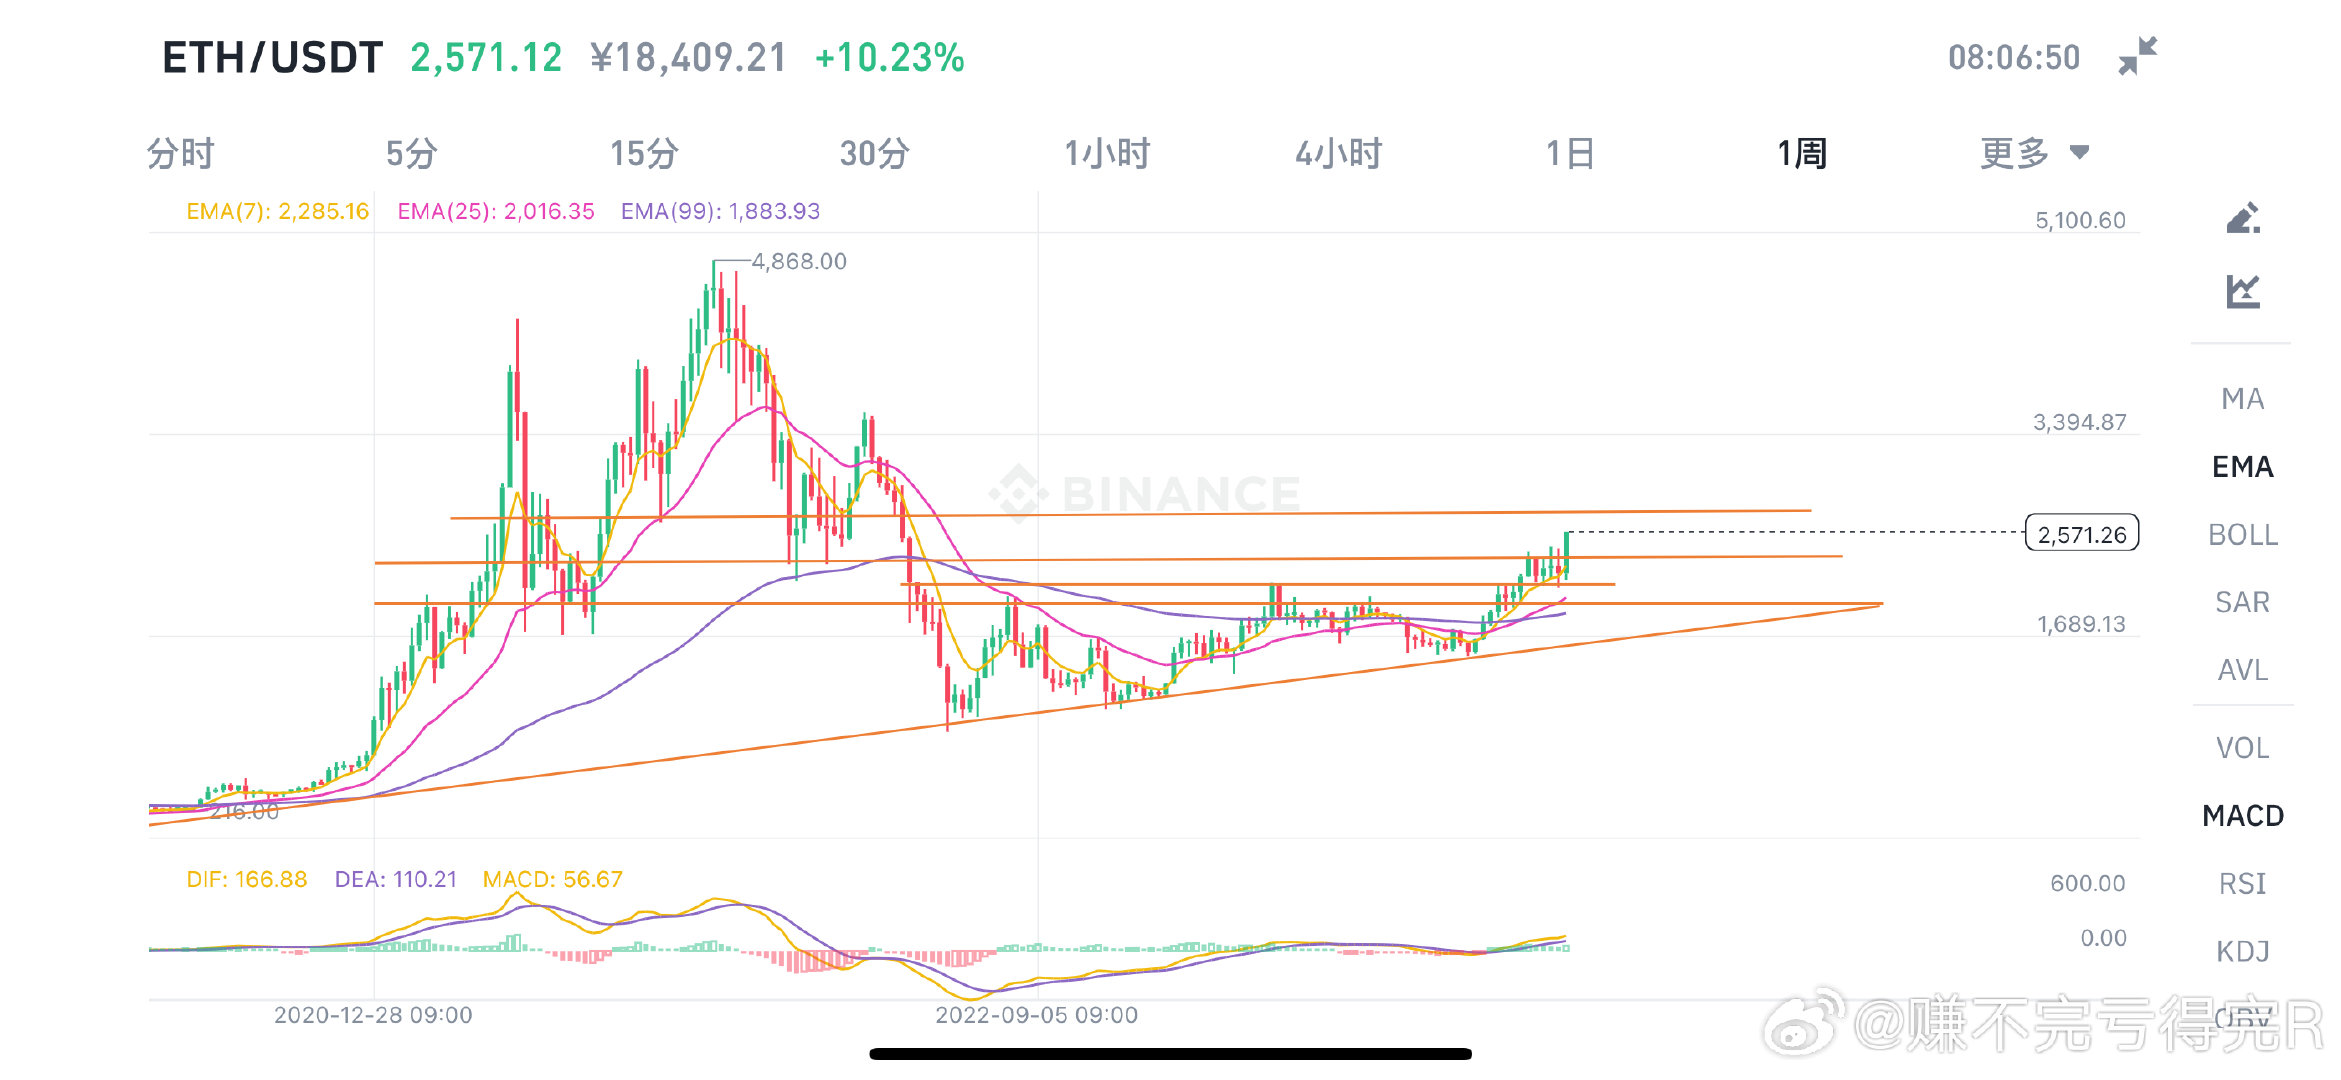 ETH/USDT 2,571.12 ¥18,409.21 +10.23% 08:06:50
分时 5分 15分 30分 1小时 4小时 1日 1周 更多
EMA(7): 2,285.16 EMA(25): 2,016.35 EMA(99): 1,883.93
5,100.60
4,868.00
3,394.87
BINANCE
2,571.26
1,689.13
216.00
DIF: 166.88 DEA: 110.21 MACD: 56.67
600.00
0.00
2020-12-28 09:00 2022-09-05 09:00
MA
EMA
BOLL
SAR
AVL
VOL
MACD
RSI
KDJ
OBV
@赚不完亏得完R